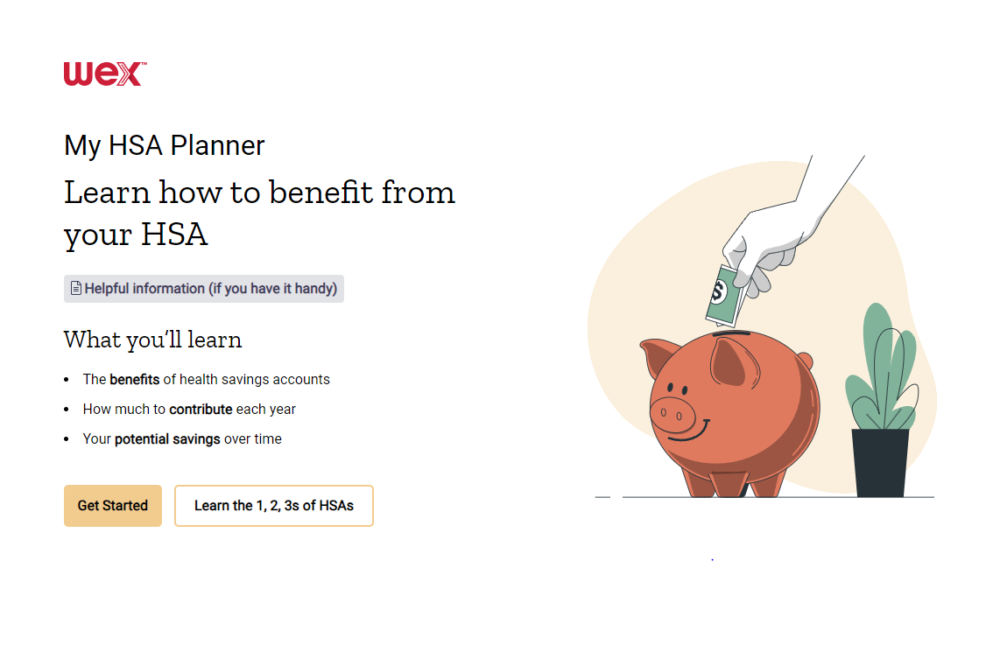 wex™
My HSA Planner
Learn how to benefit from
your HSA
Helpful information (if you have it handy)
What you’ll learn
• The benefits of health savings accounts
• How much to contribute each year
• Your potential savings over time
Get Started
Learn the 1, 2, 3s of HSAs
$